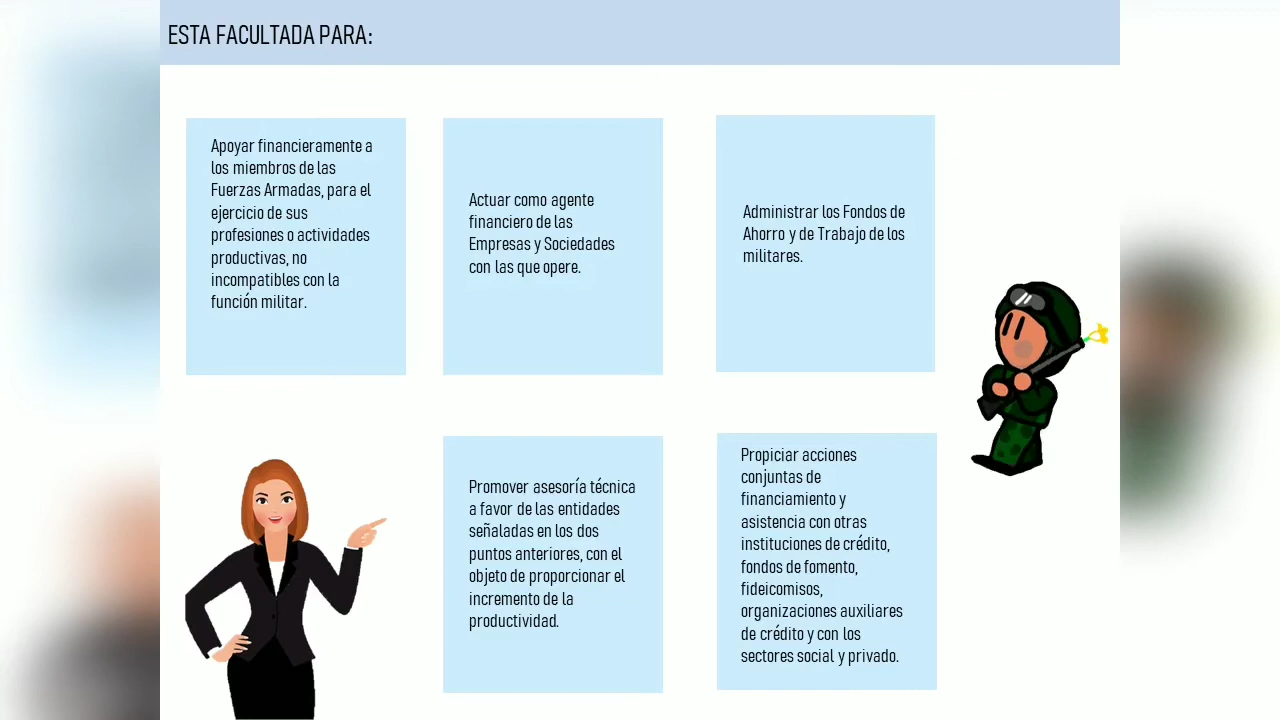 ESTA FACULTADA PARA:
Apoyar financieramente a
los miembros de las
Fuerzas Armadas, para el
ejercicio de sus
profesiones o actividades
productivas, no
incompatibles con la
función militar.
Actuar como agente
financiero de las
Empresas y Sociedades
con las que opere.
Administrar los Fondos de
Ahorro y de Trabajo de los
militares.
Promover asesoría técnica
a favor de las entidades
señaladas en los dos
puntos anteriores, con el
objeto de proporcionar el
incremento de la
productividad.
Propiciar acciones
conjuntas de
financiamiento y
asistencia con otras
instituciones de crédito,
fondos de fomento,
fideicomisos,
organizaciones auxiliares
de crédito y con los
sectores social y privado.